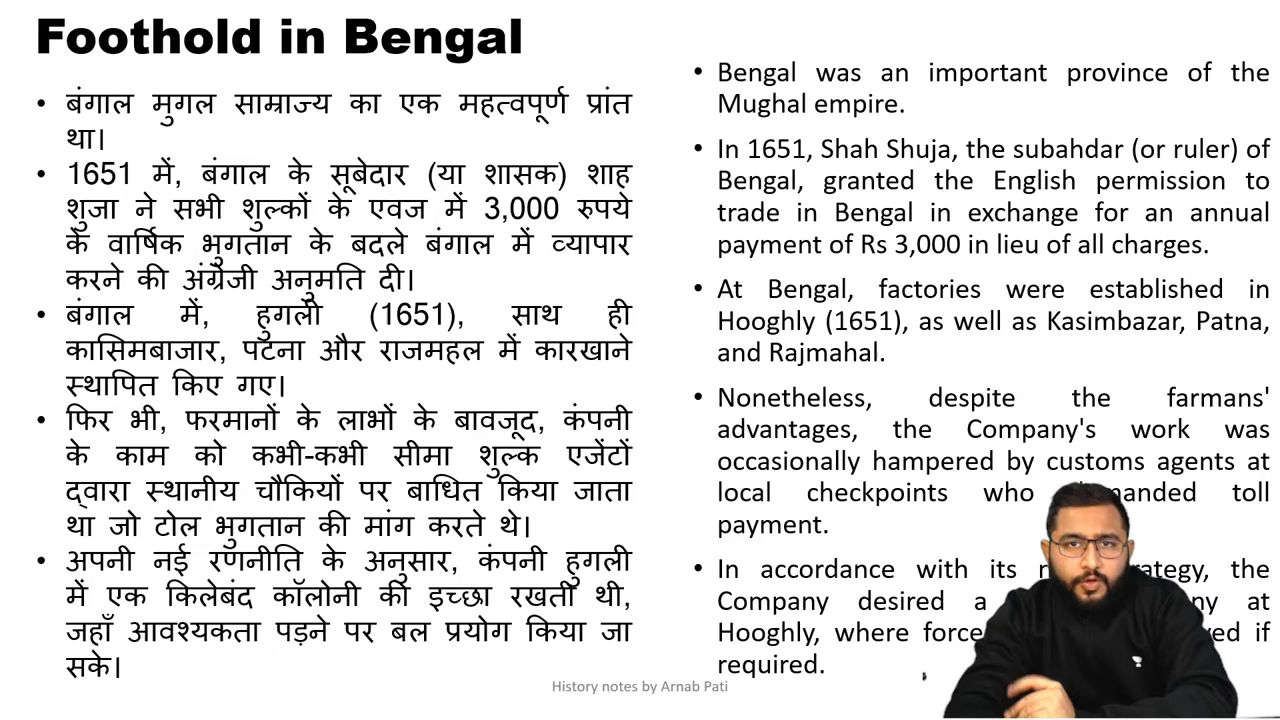 Foothold in Bengal
• बंगाल मुगल साम्राज्य का एक महत्वपूर्ण प्रांत
था।
• 1651 में, बंगाल के सूबेदार (या शासक) शाह
शुजा ने सभी शुल्कों के एवज में 3,000 रुपये
के वार्षिक भुगतान के बदले बंगाल में व्यापार
करने की अंग्रेजी अनुमति दी।
• बंगाल में, हुगली (1651), साथ ही
कासिमबाजार, पटना और राजमहल में कारखाने
स्थापित किए गए।
• फिर भी, फरमानों के लाभों के बावजूद, कंपनी
के काम को कभी-कभी सीमा शुल्क एजेंटों
द्वारा स्थानीय चौकियों पर बाधित किया जाता
था जो टोल भुगतान की मांग करते थे।
• अपनी नई रणनीति के अनुसार, कंपनी हुगली
में एक किलेबंद कॉलोनी की इच्छा रखती थी,
जहाँ आवश्यकता पड़ने पर बल प्रयोग किया जा
सके।
• Bengal was an important province of the
Mughal empire.
• In 1651, Shah Shuja, the subahdar (or ruler) of
Bengal, granted the English permission to
trade in Bengal in exchange for an annual
payment of Rs 3,000 in lieu of all charges.
• At Bengal, factories were established in
Hooghly (1651), as well as Kasimbazar, Patna,
and Rajmahal.
• Nonetheless, despite the farmans'
advantages, the Company's work was
occasionally hampered by customs agents at
local checkpoints who toll
payment.
• In accordance with its the
Company desired a at
Hooghly, where force if
required.
History notes by Arnab Pati